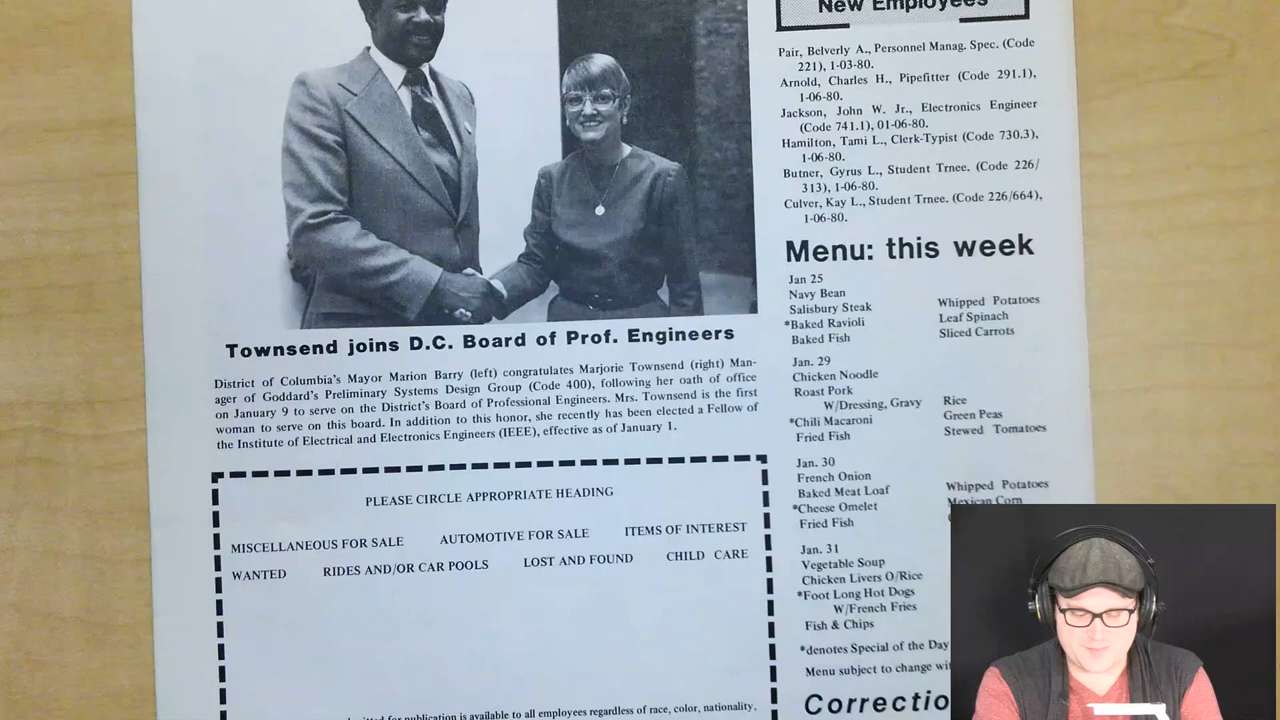 Townsend joins D.C. Board of Prof. Engineers
District of Columbia's Mayor Marion Barry (left) congratulates Marjorie Townsend (right) Man-
ager of Goddard's Preliminary Systems Design Group (Code 400), following her oath of office
on January 9 to serve on the District's Board of Professional Engineers. Mrs. Townsend is the first
woman to serve on this board. In addition to this honor, she recently has been elected a Fellow of
the Institute of Electrical and Electronics Engineers (IEEE), effective as of January 1.
PLEASE CIRCLE APPROPRIATE HEADING
MISCELLANEOUS FOR SALE AUTOMOTIVE FOR SALE ITEMS OF INTEREST
WANTED RIDES AND/OR CAR POOLS LOST AND FOUND CHILD CARE
for publication is available to all employees regardless of race, color, nationality,
New Employees
Pair, Belverly A., Personnel Manag. Spec. (Code
221), 1-03-80.
Arnold, Charles H., Pipefitter (Code 291.1),
1-06-80.
Jackson, John W. Jr., Electronics Engineer
(Code 741.1), 01-06-80.
Hamilton, Tami L., Clerk-Typist (Code 730.3),
1-06-80.
Butner, Gyrus L., Student Trnee. (Code 226/
313), 1-06-80.
Culver, Kay L., Student Trnee. (Code 226/664),
1-06-80.
Menu: this week
Jan 25
Navy Bean
Salisbury Steak Whipped Potatoes
*Baked Ravioli Leaf Spinach
Baked Fish Sliced Carrots
Jan. 29
Chicken Noodle
Roast Pork
W/Dressing, Gravy Rice
*Chili Macaroni Green Peas
Fried Fish Stewed Tomatoes
Jan. 30
French Onion
Baked Meat Loaf Whipped Potatoes
*Cheese Omelet Mexican Corn
Fried Fish
Jan. 31
Vegetable Soup
Chicken Livers O/Rice
*Foot Long Hot Dogs
W/French Fries
Fish & Chips
*denotes Special of the Day
Menu subject to change